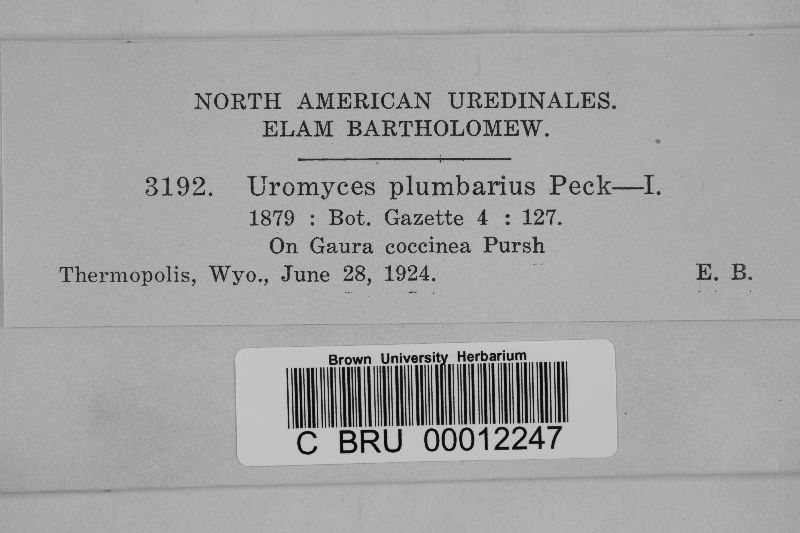 NORTH AMERICAN UREDINALES.
ELAM BARTHOLOMEW.
3192. Uromyces plumbarius Peck—I.
1879 : Bot. Gazette 4 : 127.
On Gaura coccinea Pursh
Thermopolis, Wyo., June 28, 1924. E. B.
Brown University Herbarium
C BRU 00012247